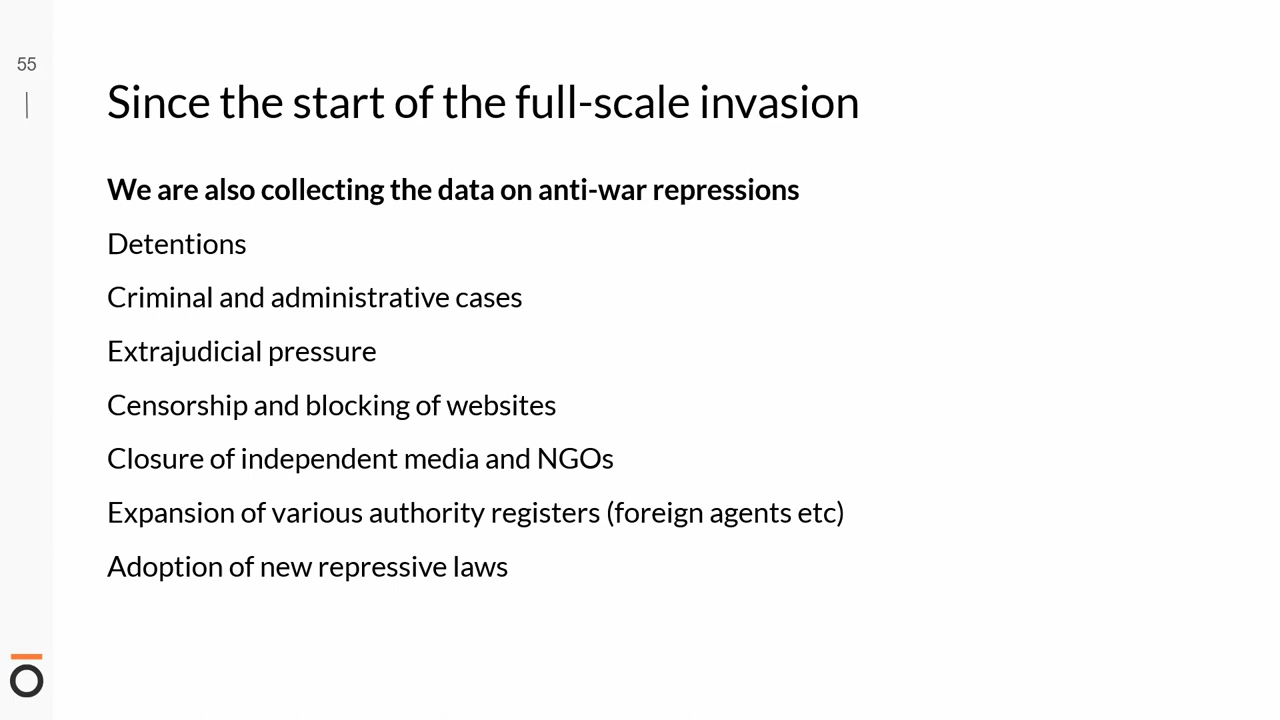 55
Since the start of the full-scale invasion
We are also collecting the data on anti-war repressions
Detentions
Criminal and administrative cases
Extrajudicial pressure
Censorship and blocking of websites
Closure of independent media and NGOs
Expansion of various authority registers (foreign agents etc)
Adoption of new repressive laws